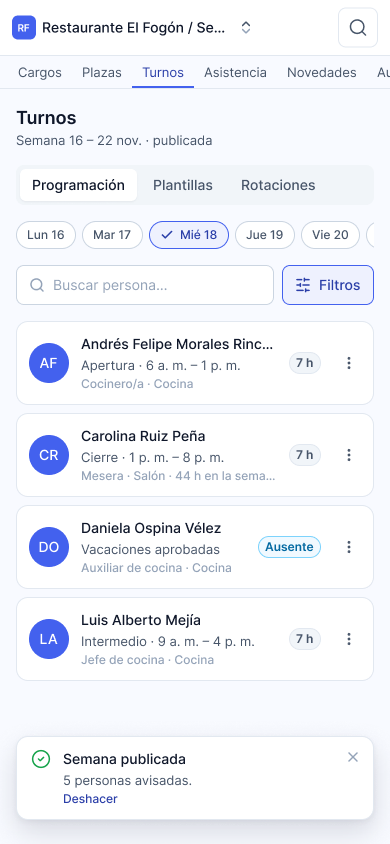 RF Restaurante El Fogón / Se...
Cargos Plazas Turnos Asistencia Novedades Au
Turnos
Semana 16 – 22 nov. · publicada
Programación Plantillas Rotaciones
Lun 16 Mar 17 Mié 18 Jue 19 Vie 20
Buscar persona... Filtros
AF Andrés Felipe Morales Rinc...
Apertura · 6 a. m. – 1 p. m. 7 h
Cocinero/a · Cocina
CR Carolina Ruiz Peña
Cierre · 1 p. m. – 8 p. m. 7 h
Mesera · Salón · 44 h en la sema...
DO Daniela Ospina Vélez
Vacaciones aprobadas Ausente
Auxiliar de cocina · Cocina
LA Luis Alberto Mejía
Intermedio · 9 a. m. – 4 p. m. 7 h
Jefe de cocina · Cocina
Semana publicada
5 personas avisadas.
Deshacer